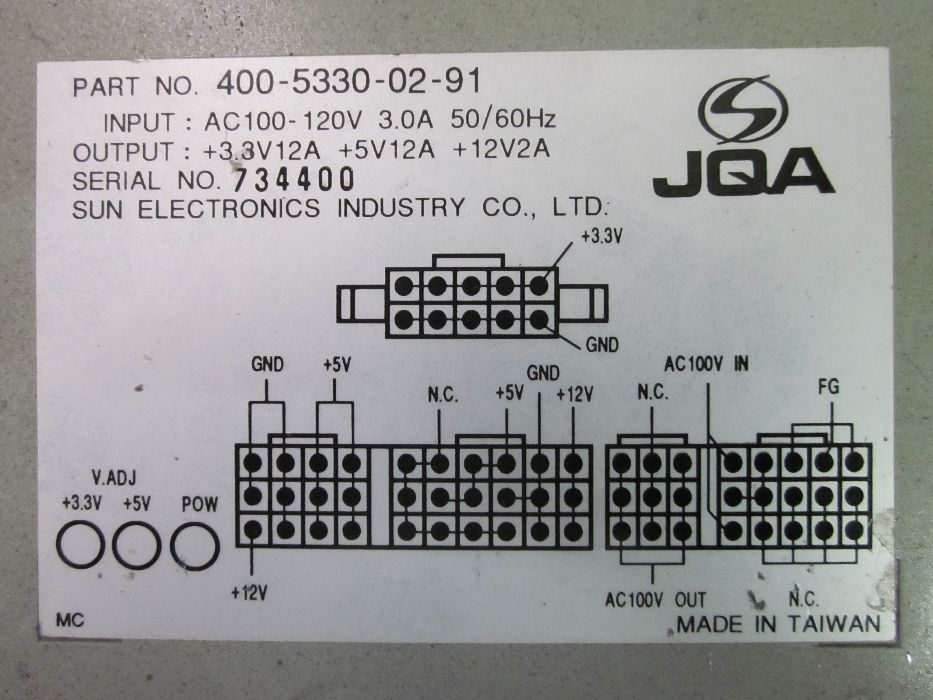 PART NO. 400-5330-02-91
INPUT : AC100-120V 3.0A 50/60Hz
OUTPUT : +3.3V12A +5V12A +12V2A
SERIAL NO. 734400
SUN ELECTRONICS INDUSTRY CO., LTD.
JQA
+3.3V
GND
GND
+5V
N.C.
+5V
GND
+12V
N.C.
AC100V IN
FG
V.ADJ
+3.3V
+5V
POW
+12V
AC100V OUT
N.C.
MC
MADE IN TAIWAN